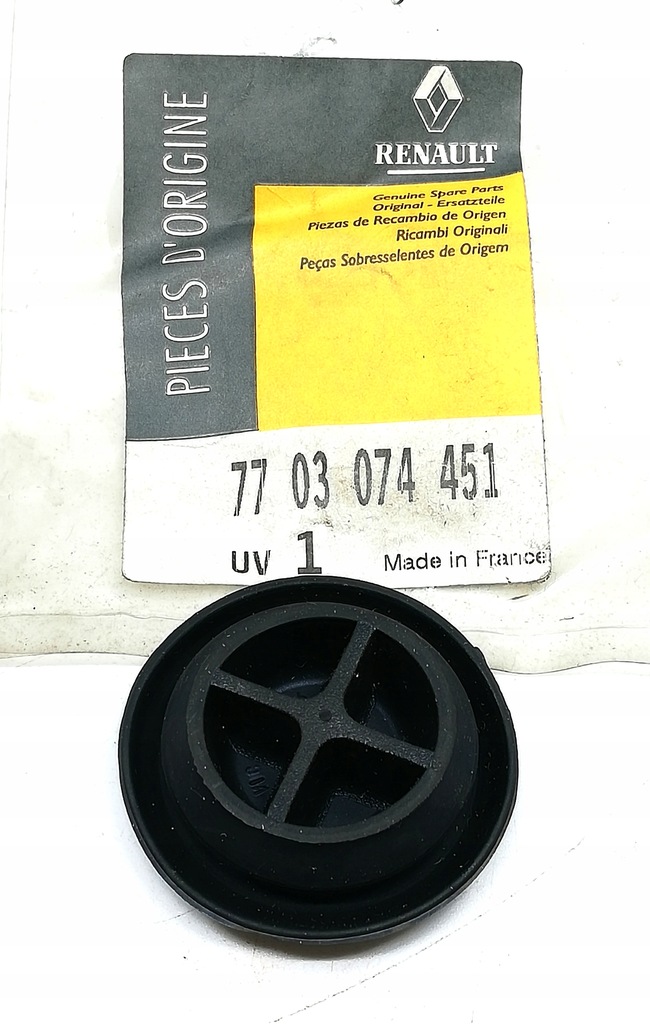 PIECES D'ORIGINE
RENAULT
Genuine Spare Parts
Original - Ersatzteile
Piezas de Recambio de Origen
Ricambi Originali
Peças Sobresselentes de Origem
77 03 074 451
UV 1 Made in France